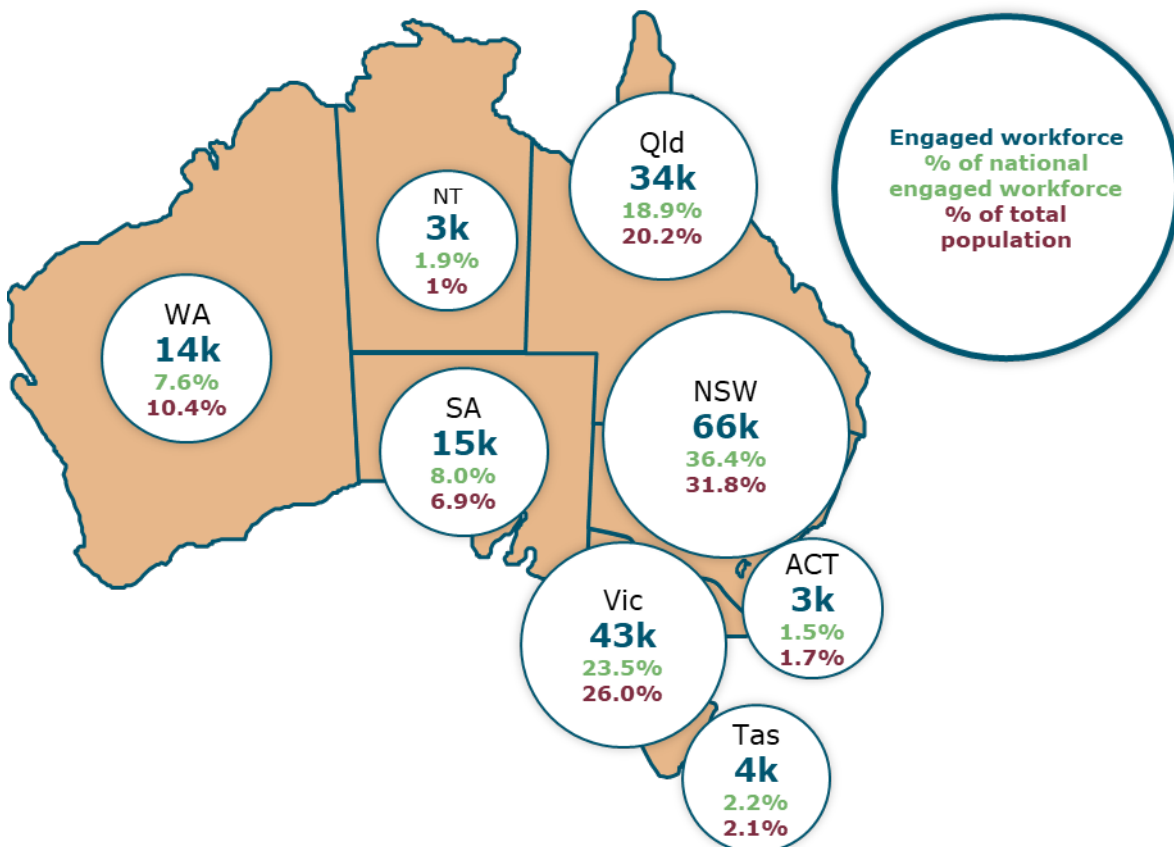 Engaged workforce
% of national
engaged workforce
% of total
population
Qld
34k
18.9%
20.2%
NT
3k
1.9%
1%
WA
14k
7.6%
10.4%
SA
15k
8.0%
6.9%
NSW
66k
36.4%
31.8%
Vic
43k
23.5%
26.0%
ACT
3k
1.5%
1.7%
Tas
4k
2.2%
2.1%